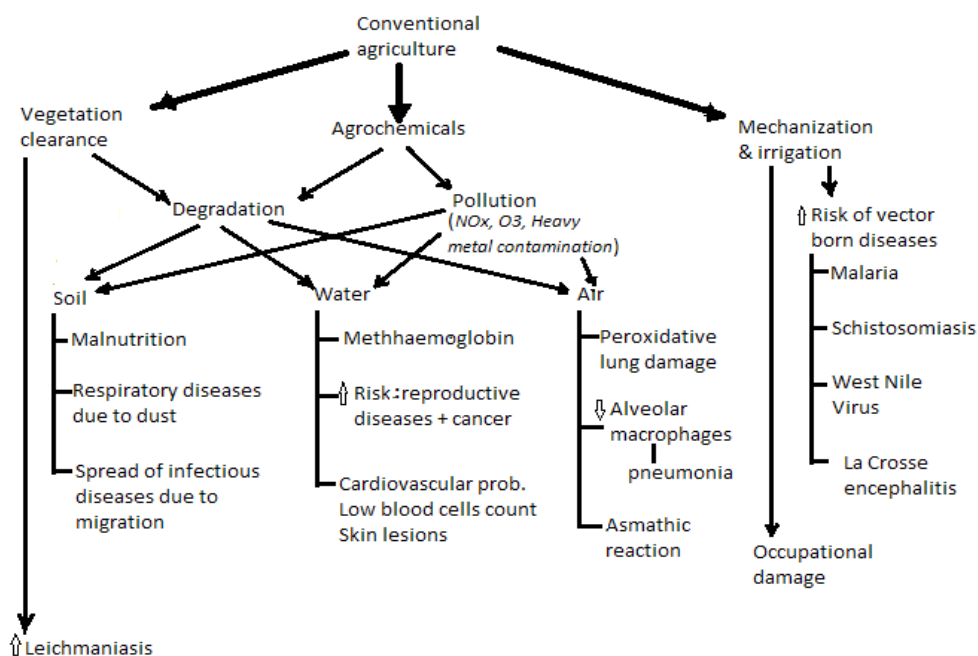 Conventional
agriculture
Vegetation
clearance
Agrochemicals
Mechanization
& irrigation
Degradation
Pollution
(NOx, O3, Heavy
metal contamination)
⇧ Risk of vector
born diseases
Malaria
Schistosomiasis
West Nile
Virus
La Crosse
encephalitis
Soil
Malnutrition
Respiratory diseases
due to dust
Spread of infectious
diseases due to
migration
Water
Methhaemoglobin
⇧ Risk:reproductive
diseases + cancer
Cardiovascular prob.
Low blood cells count
Skin lesions
Air
Peroxidative
lung damage
⇩ Alveolar
macrophages
pneumonia
Asmathic
reaction
Occupational
damage
⇧ Leichmaniasis